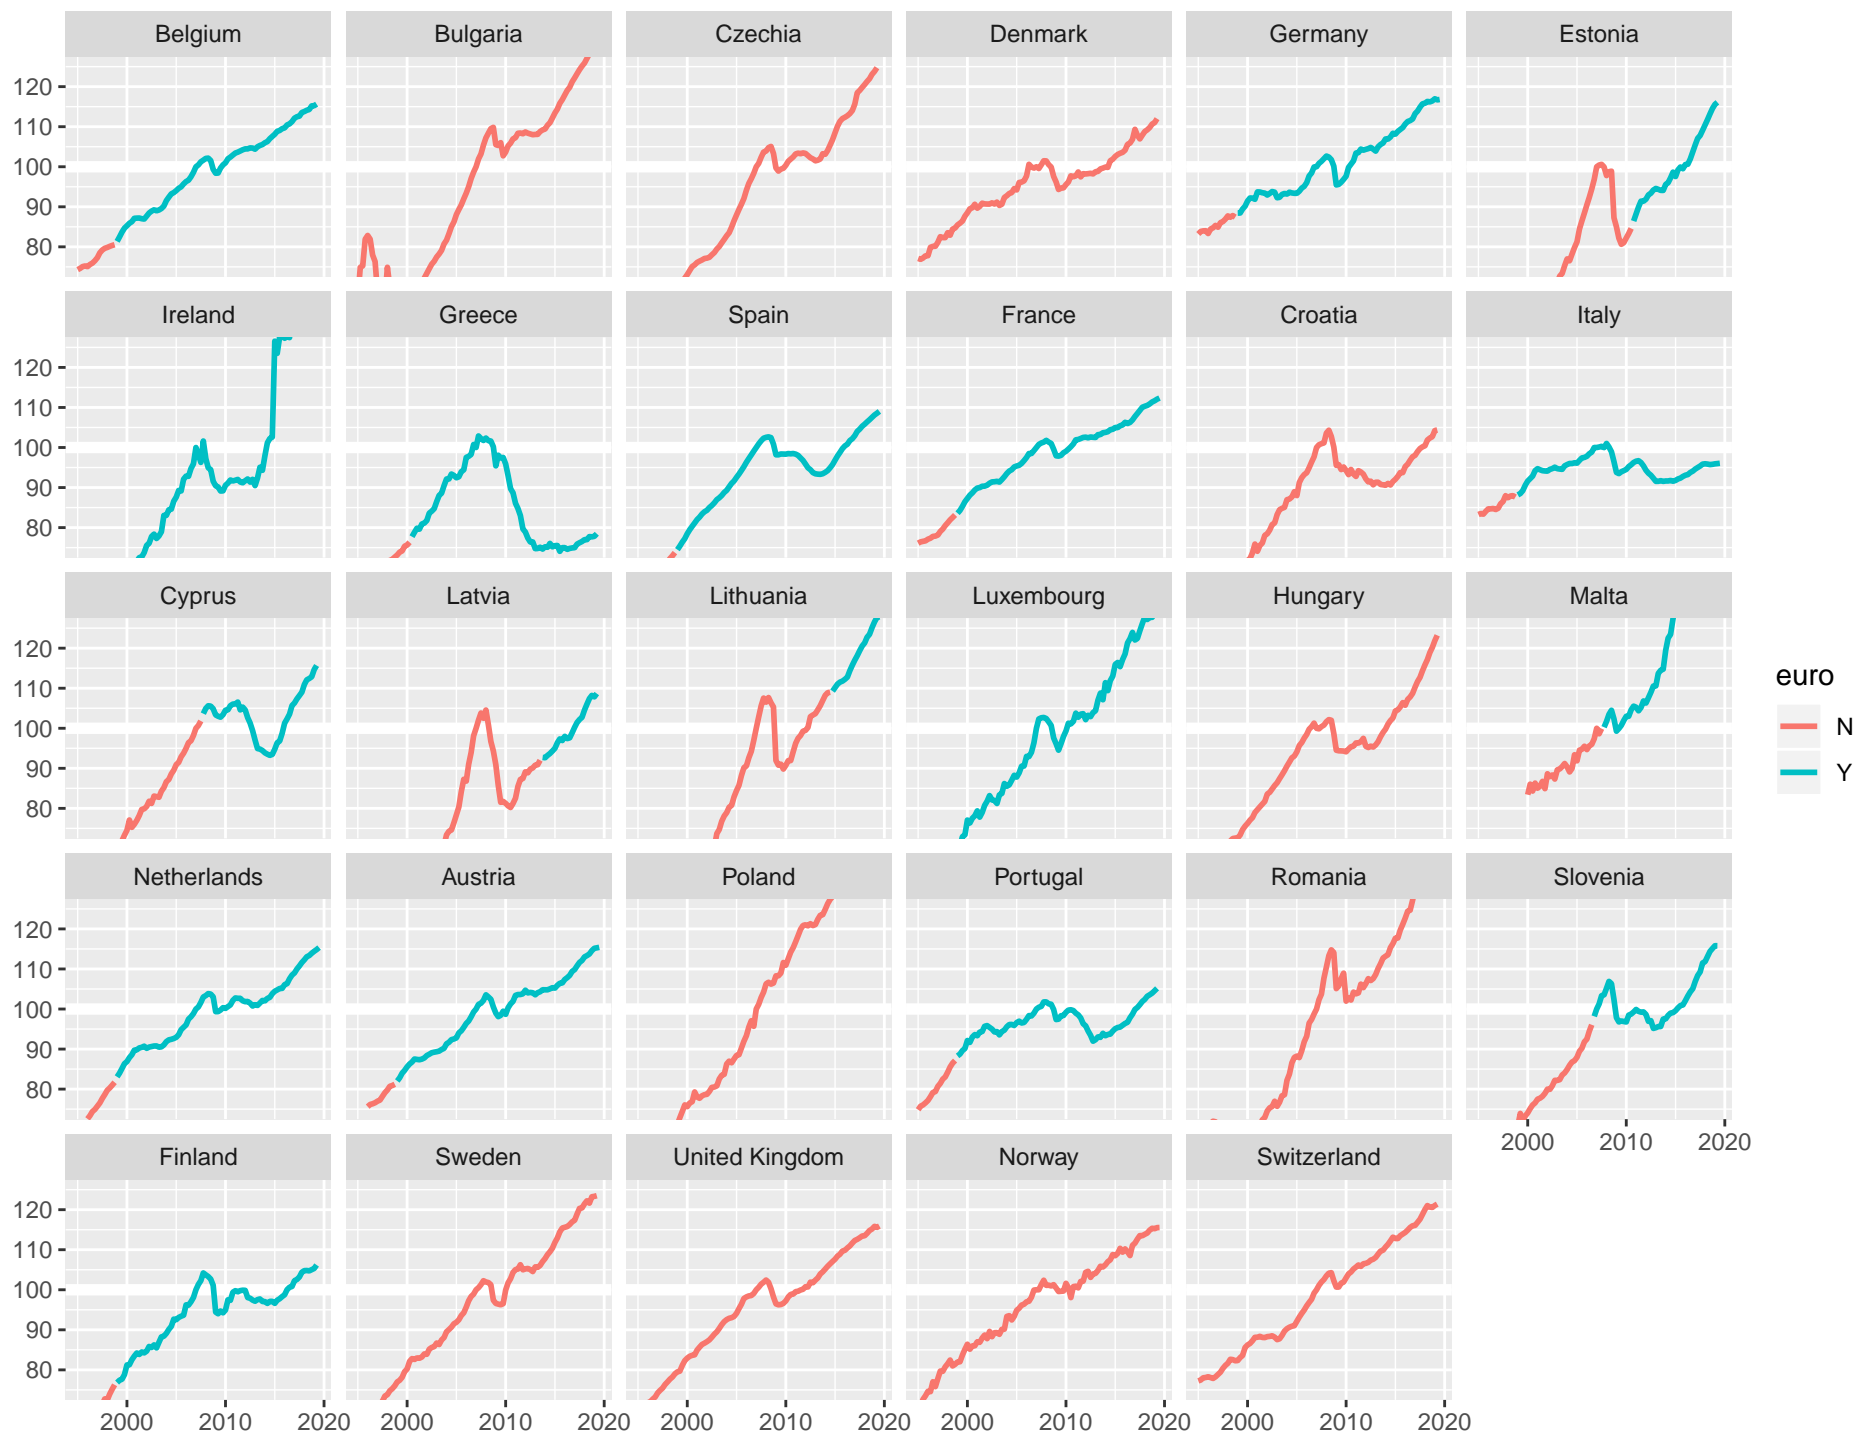 Belgium Bulgaria Czechia Denmark Germany Estonia
120
110
100
90
80
Ireland Greece Spain France Croatia Italy
120
110
100
90
80
Cyprus Latvia Lithuania Luxembourg Hungary Malta
120
110
100
90
80
euro
N
Y
Netherlands Austria Poland Portugal Romania Slovenia
120
110
100
90
80
2000 2010 2020
Finland Sweden United Kingdom Norway Switzerland
120
110
100
90
80
2000 2010 2020 2000 2010 2020 2000 2010 2020 2000 2010 2020 2000 2010 2020